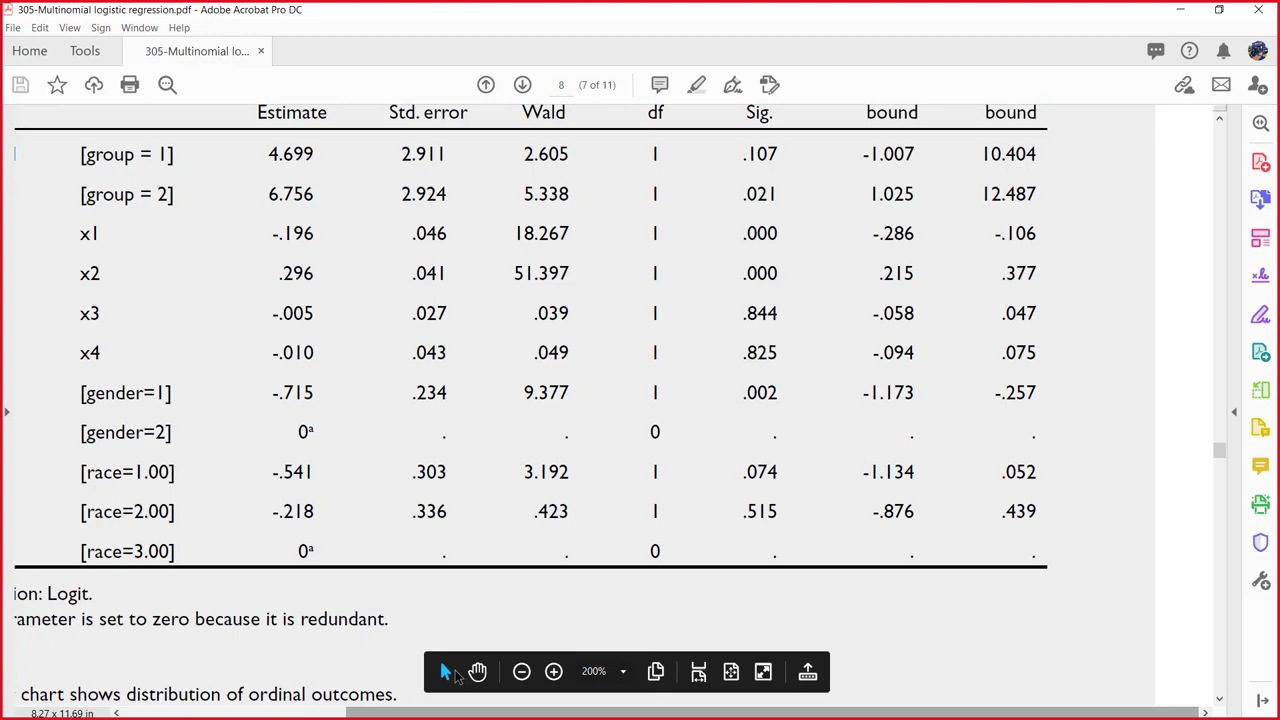 305-Multinomial logistic regression.pdf - Adobe Acrobat Pro DC
File Edit View Sign Window Help
Home Tools 305-Multinomial lo... ×
8 (7 of 11)
Estimate Std. error Wald df Sig. bound bound
[group = 1] 4.699 2.911 2.605 1 .107 -1.007 10.404
[group = 2] 6.756 2.924 5.338 1 .021 1.025 12.487
x1 -.196 .046 18.267 1 .000 -.286 -.106
x2 .296 .041 51.397 1 .000 .215 .377
x3 -.005 .027 .039 1 .844 -.058 .047
x4 -.010 .043 .049 1 .825 -.094 .075
[gender=1] -.715 .234 9.377 1 .002 -1.173 -.257
[gender=2] 0a . . 0 . . .
[race=1.00] -.541 .303 3.192 1 .074 -1.134 .052
[race=2.00] -.218 .336 .423 1 .515 -.876 .439
[race=3.00] 0a . . 0 . . .
ion: Logit.
rameter is set to zero because it is redundant.
200%
chart shows distribution of ordinal outcomes.
8.27 x 11.69 in